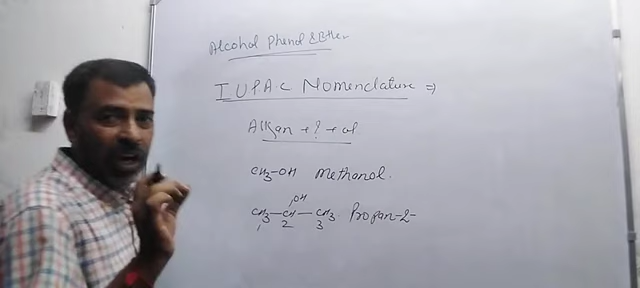 Alcohol Phenol & Ether
IUPAC Nomenclature ⇒
Alkan + ? + ol
CH3-OH Methanol.
OH
CH3-CH-CH3 Propan-2-
1 2 3